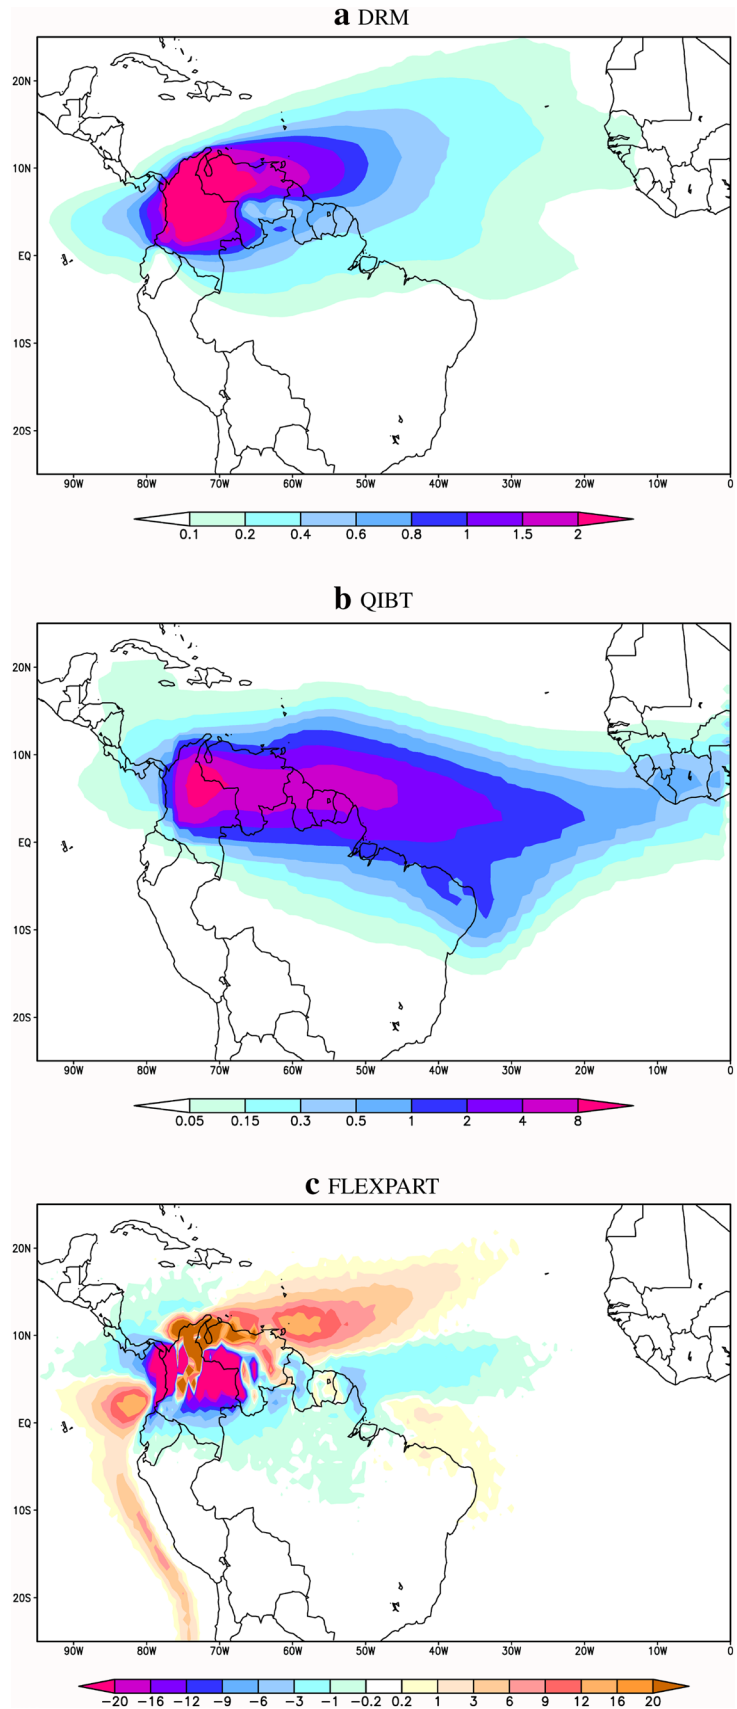 a DRM
20N
10N
EQ
10S
20S
90W 80W 70W 60W 50W 40W 30W 20W 10W 0
0.1 0.2 0.4 0.6 0.8 1 1.5 2
b QIBT
20N
10N
EQ
10S
20S
90W 80W 70W 60W 50W 40W 30W 20W 10W 0
0.05 0.15 0.3 0.5 1 2 4 8
c FLEXPART
20N
10N
EQ
10S
20S
90W 80W 70W 60W 50W 40W 30W 20W 10W 0
−20 −16 −12 −9 −6 −3 −1 −0.2 0.2 1 3 6 9 12 16 20